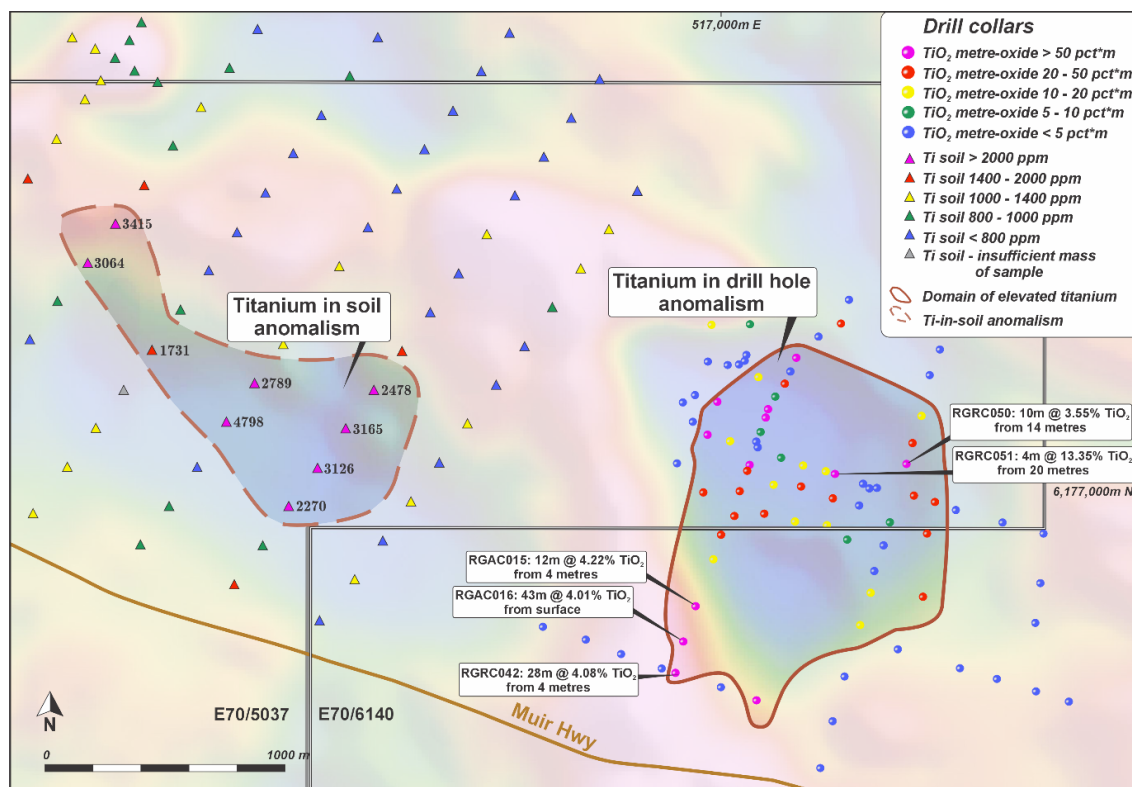 517,000m E
Drill collars
TiO₂ metre-oxide > 50 pct*m
TiO₂ metre-oxide 20 - 50 pct*m
TiO₂ metre-oxide 10 - 20 pct*m
TiO₂ metre-oxide 5 - 10 pct*m
TiO₂ metre-oxide < 5 pct*m
Ti soil > 2000 ppm
Ti soil 1400 - 2000 ppm
Ti soil 1000 - 1400 ppm
Ti soil 800 - 1000 ppm
Ti soil < 800 ppm
Ti soil - insufficient mass
of sample
Domain of elevated titanium
Ti-in-soil anomalism
3415
3064
Titanium in soil
anomalism
Titanium in drill hole
anomalism
1731
2789
2478
4798
3165
3126
2270
RGRC050: 10m @ 3.55% TiO₂
from 14 metres
RGRC051: 4m @ 13.35% TiO₂
from 20 metres
6,177,000m N
RGAC015: 12m @ 4.22% TiO₂
from 4 metres
RGAC016: 43m @ 4.01% TiO₂
from surface
RGRC042: 28m @ 4.08% TiO₂
from 4 metres
N
E70/5037
E70/6140
Muir Hwy
0
1000 m